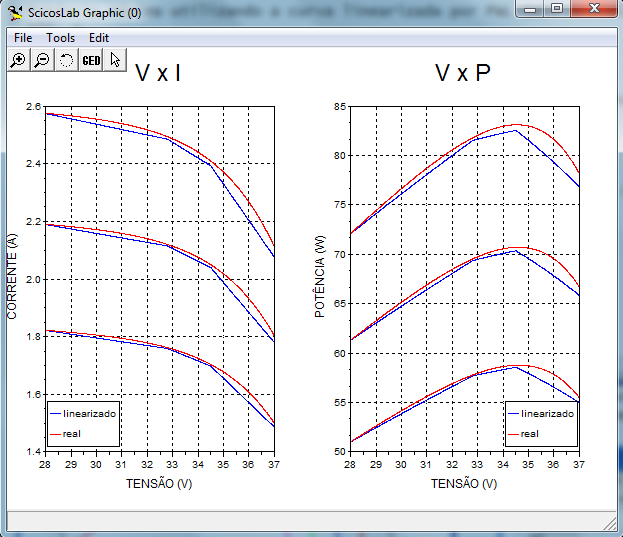 ScicosLab Graphic (0)
File Tools Edit
GED
V x I
V x P
CORRENTE (A)
2.6
2.4
2.2
2.0
1.8
1.6
1.4
28 29 30 31 32 33 34 35 36 37
TENSÃO (V)
linearizado
real
POTÊNCIA (W)
85
80
75
70
65
60
55
50
28 29 30 31 32 33 34 35 36 37
TENSÃO (V)
linearizado
real